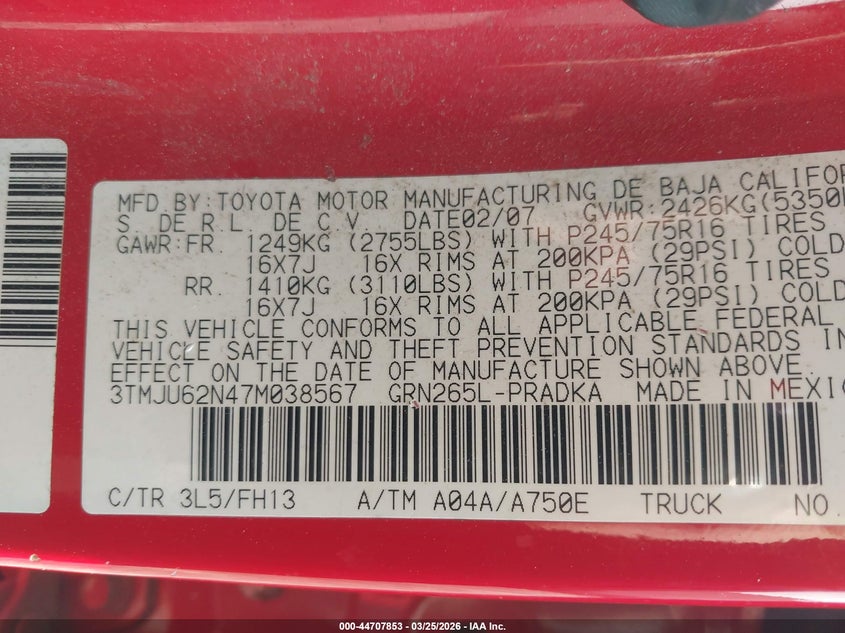 MFD BY: TOYOTA MOTOR MANUFACTURING DE BAJA CALIFOR
S. DE R.L. DE C.V. DATE02/07 GVWR:2426KG(5350
GAWR:FR. 1249KG (2755LBS) WITH P245/75R16 TIRES
16X7J 16X RIMS AT 200KPA (29PSI) COLD
RR. 1410KG (3110LBS) WITH P245/75R16 TIRES
16X7J 16X RIMS AT 200KPA (29PSI) COLD
THIS VEHICLE CONFORMS TO ALL APPLICABLE FEDERAL
VEHICLE SAFETY AND THEFT PREVENTION STANDARDS IN
EFFECT ON THE DATE OF MANUFACTURE SHOWN ABOVE.
3TMJU62N47M038567 GRN265L-PRADKA MADE IN MEXIC
C/TR 3L5/FH13 A/TM A04A/A750E TRUCK NO.
000-44707853 - 03/25/2026 - IAA Inc.